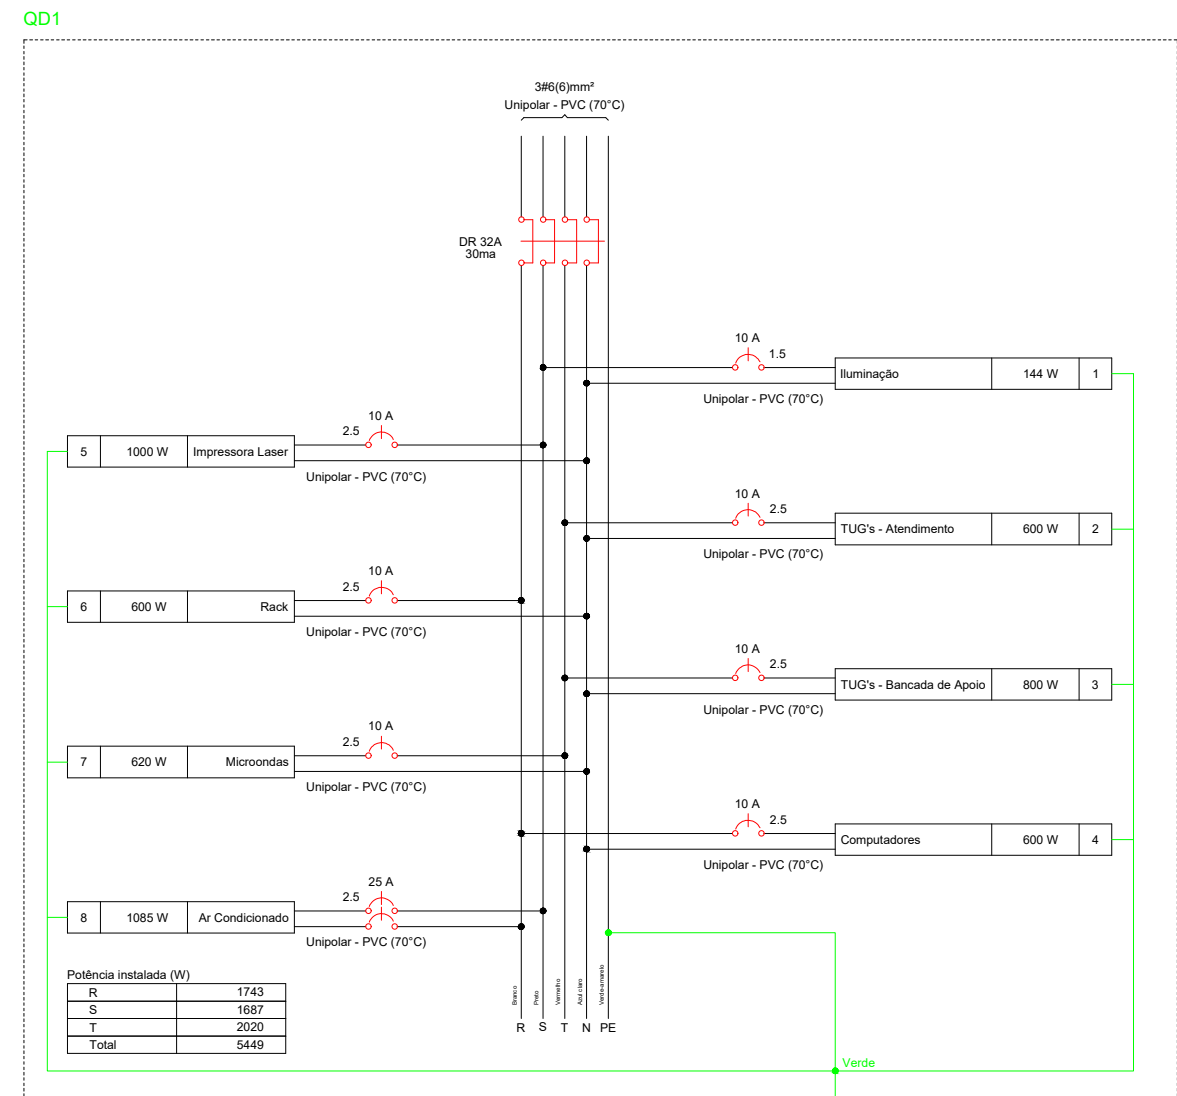 QD1
3#6(6)mm²
Unipolar - PVC (70°C)
DR 32A
30ma
10 A
1.5
Iluminação 144 W 1
Unipolar - PVC (70°C)
10 A
2.5
5 1000 W Impressora Laser
Unipolar - PVC (70°C)
10 A
2.5
TUG's - Atendimento 600 W 2
Unipolar - PVC (70°C)
10 A
2.5
6 600 W Rack
Unipolar - PVC (70°C)
10 A
2.5
TUG's - Bancada de Apoio 800 W 3
Unipolar - PVC (70°C)
10 A
2.5
7 620 W Microondas
Unipolar - PVC (70°C)
10 A
2.5
Computadores 600 W 4
Unipolar - PVC (70°C)
25 A
2.5
8 1085 W Ar Condicionado
Unipolar - PVC (70°C)
Potência instalada (W)
R 1743
S 1687
T 2020
Total 5449
Branco
Preto
Vermelho
Azul claro
Verde-amarelo
R S T N PE
Verde